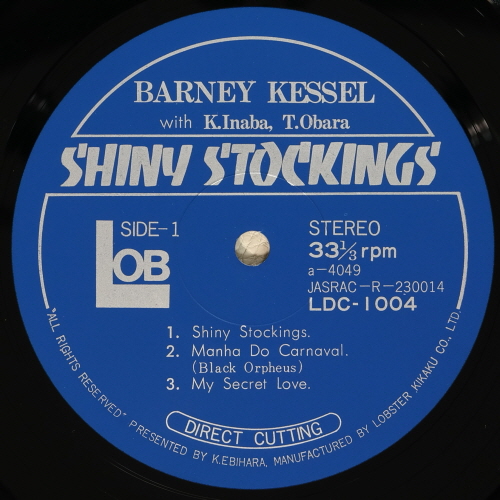 BARNEY KESSEL
with K.Inaba, T.Obara
SHINY STOCKINGS
LOB
SIDE-1
STEREO
33⅓rpm
a-4049
JASRAC-R-230014
LDC-1004
1. Shiny Stockings.
2. Manha Do Carnaval.
(Black Orpheus)
3. My Secret Love.
DIRECT CUTTING
"ALL RIGHTS RESERVED" PRESENTED BY K.EBIHARA, MANUFACTURED BY LOBSTER KIKAKU CO., LTD.